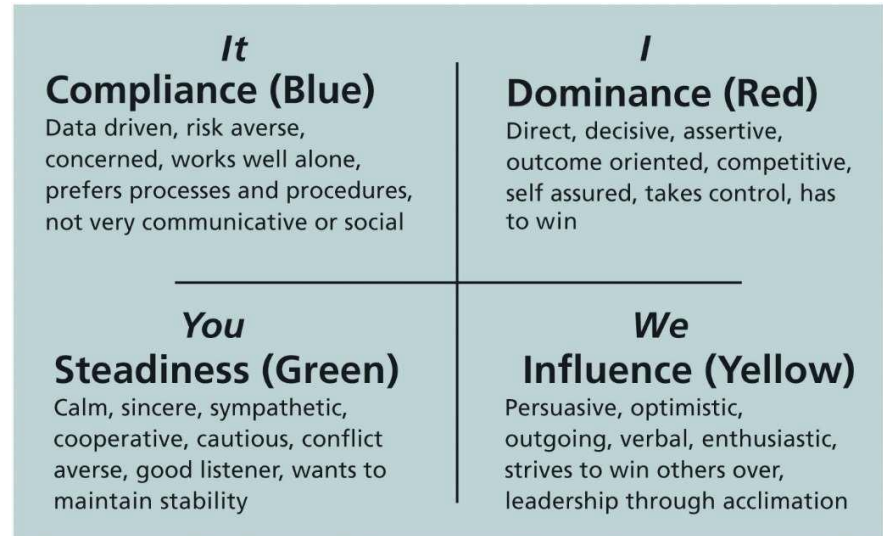 It
Compliance (Blue)
Data driven, risk averse,
concerned, works well alone,
prefers processes and procedures,
not very communicative or social
I
Dominance (Red)
Direct, decisive, assertive,
outcome oriented, competitive,
self assured, takes control, has
to win
You
Steadiness (Green)
Calm, sincere, sympathetic,
cooperative, cautious, conflict
averse, good listener, wants to
maintain stability
We
Influence (Yellow)
Persuasive, optimistic,
outgoing, verbal, enthusiastic,
strives to win others over,
leadership through acclimation